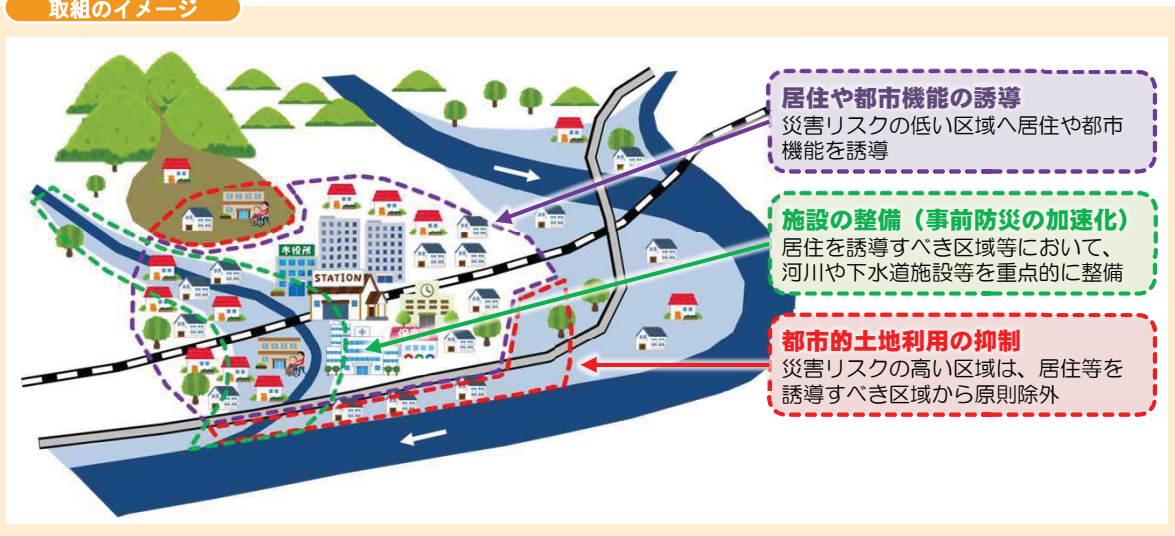 取組のイメージ
居住や都市機能の誘導
災害リスクの低い区域へ居住や都市
機能を誘導
施設の整備（事前防災の加速化）
居住を誘導すべき区域等において、
河川や下水道施設等を重点的に整備
都市的土地利用の抑制
災害リスクの高い区域は、居住等を
誘導すべき区域から原則除外
市役所
STATION